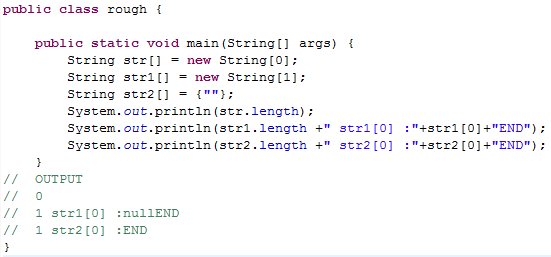 public class rough {
public static void main(String[] args) {
String str[] = new String[0];
String str1[] = new String[1];
String str2[] = {""};
System.out.println(str.length);
System.out.println(str1.length +" str1[0] :"+str1[0]+"END");
System.out.println(str2.length +" str2[0] :"+str2[0]+"END");
}
// OUTPUT
// 0
// 1 str1[0] :nullEND
// 1 str2[0] :END
}